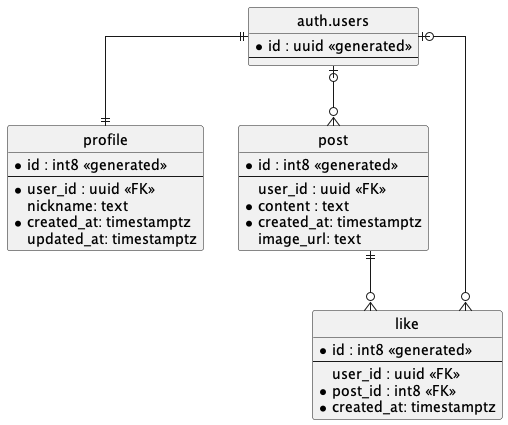 auth.users
id : uuid «generated»
profile
id : int8 «generated»
user_id : uuid «FK»
nickname: text
created_at: timestamptz
updated_at: timestamptz
post
id : int8 «generated»
user_id : uuid «FK»
content : text
created_at: timestamptz
image_url: text
like
id : int8 «generated»
user_id : uuid «FK»
post_id : int8 «FK»
created_at: timestamptz